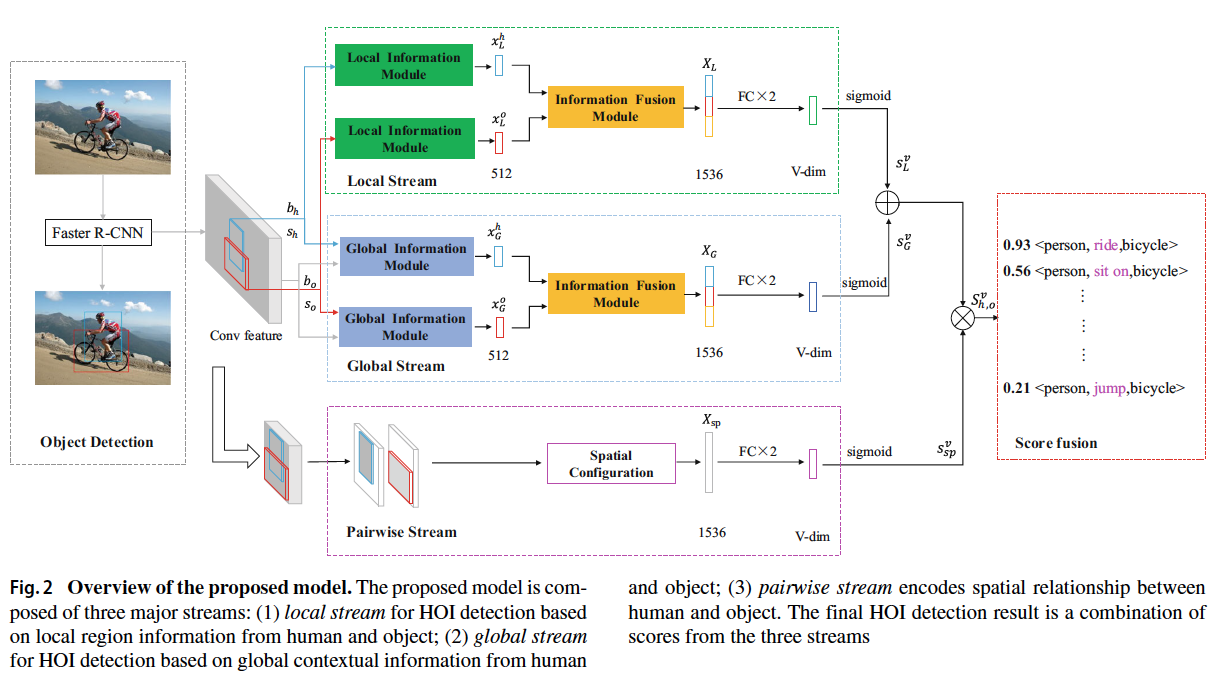 Faster R-CNN
Object Detection
Conv feature
b_h
s_h
b_o
s_o
Local Information
Module
x_L^h
Local Information
Module
x_L^o
512
Information Fusion
Module
X_L
1536
FC×2
V-dim
sigmoid
s_L^v
Local Stream
Global Information
Module
x_G^h
Global Information
Module
x_G^o
512
Information Fusion
Module
X_G
1536
FC×2
V-dim
sigmoid
s_G^v
Global Stream
Spatial
Configuration
X_sp
1536
FC×2
V-dim
sigmoid
s_sp^v
Pairwise Stream
S_h,o^v
0.93 <person, ride,bicycle>
0.56 <person, sit on,bicycle>
⋮
⋮
⋮
0.21 <person, jump,bicycle>
Score fusion
Fig. 2 Overview of the proposed model. The proposed model is com-
posed of three major streams: (1) local stream for HOI detection based
on local region information from human and object; (2) global stream
for HOI detection based on global contextual information from human
and object; (3) pairwise stream encodes spatial relationship between
human and object. The final HOI detection result is a combination of
scores from the three streams